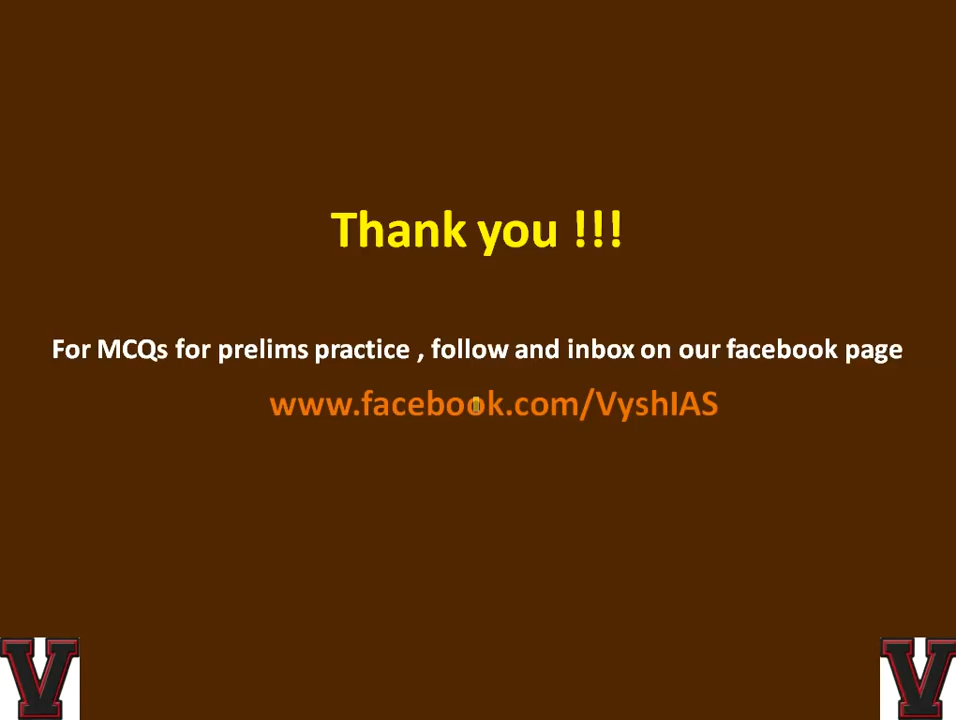 Thank you !!!
For MCQs for prelims practice , follow and inbox on our facebook page
www.facebook.com/VyshIAS
V
V